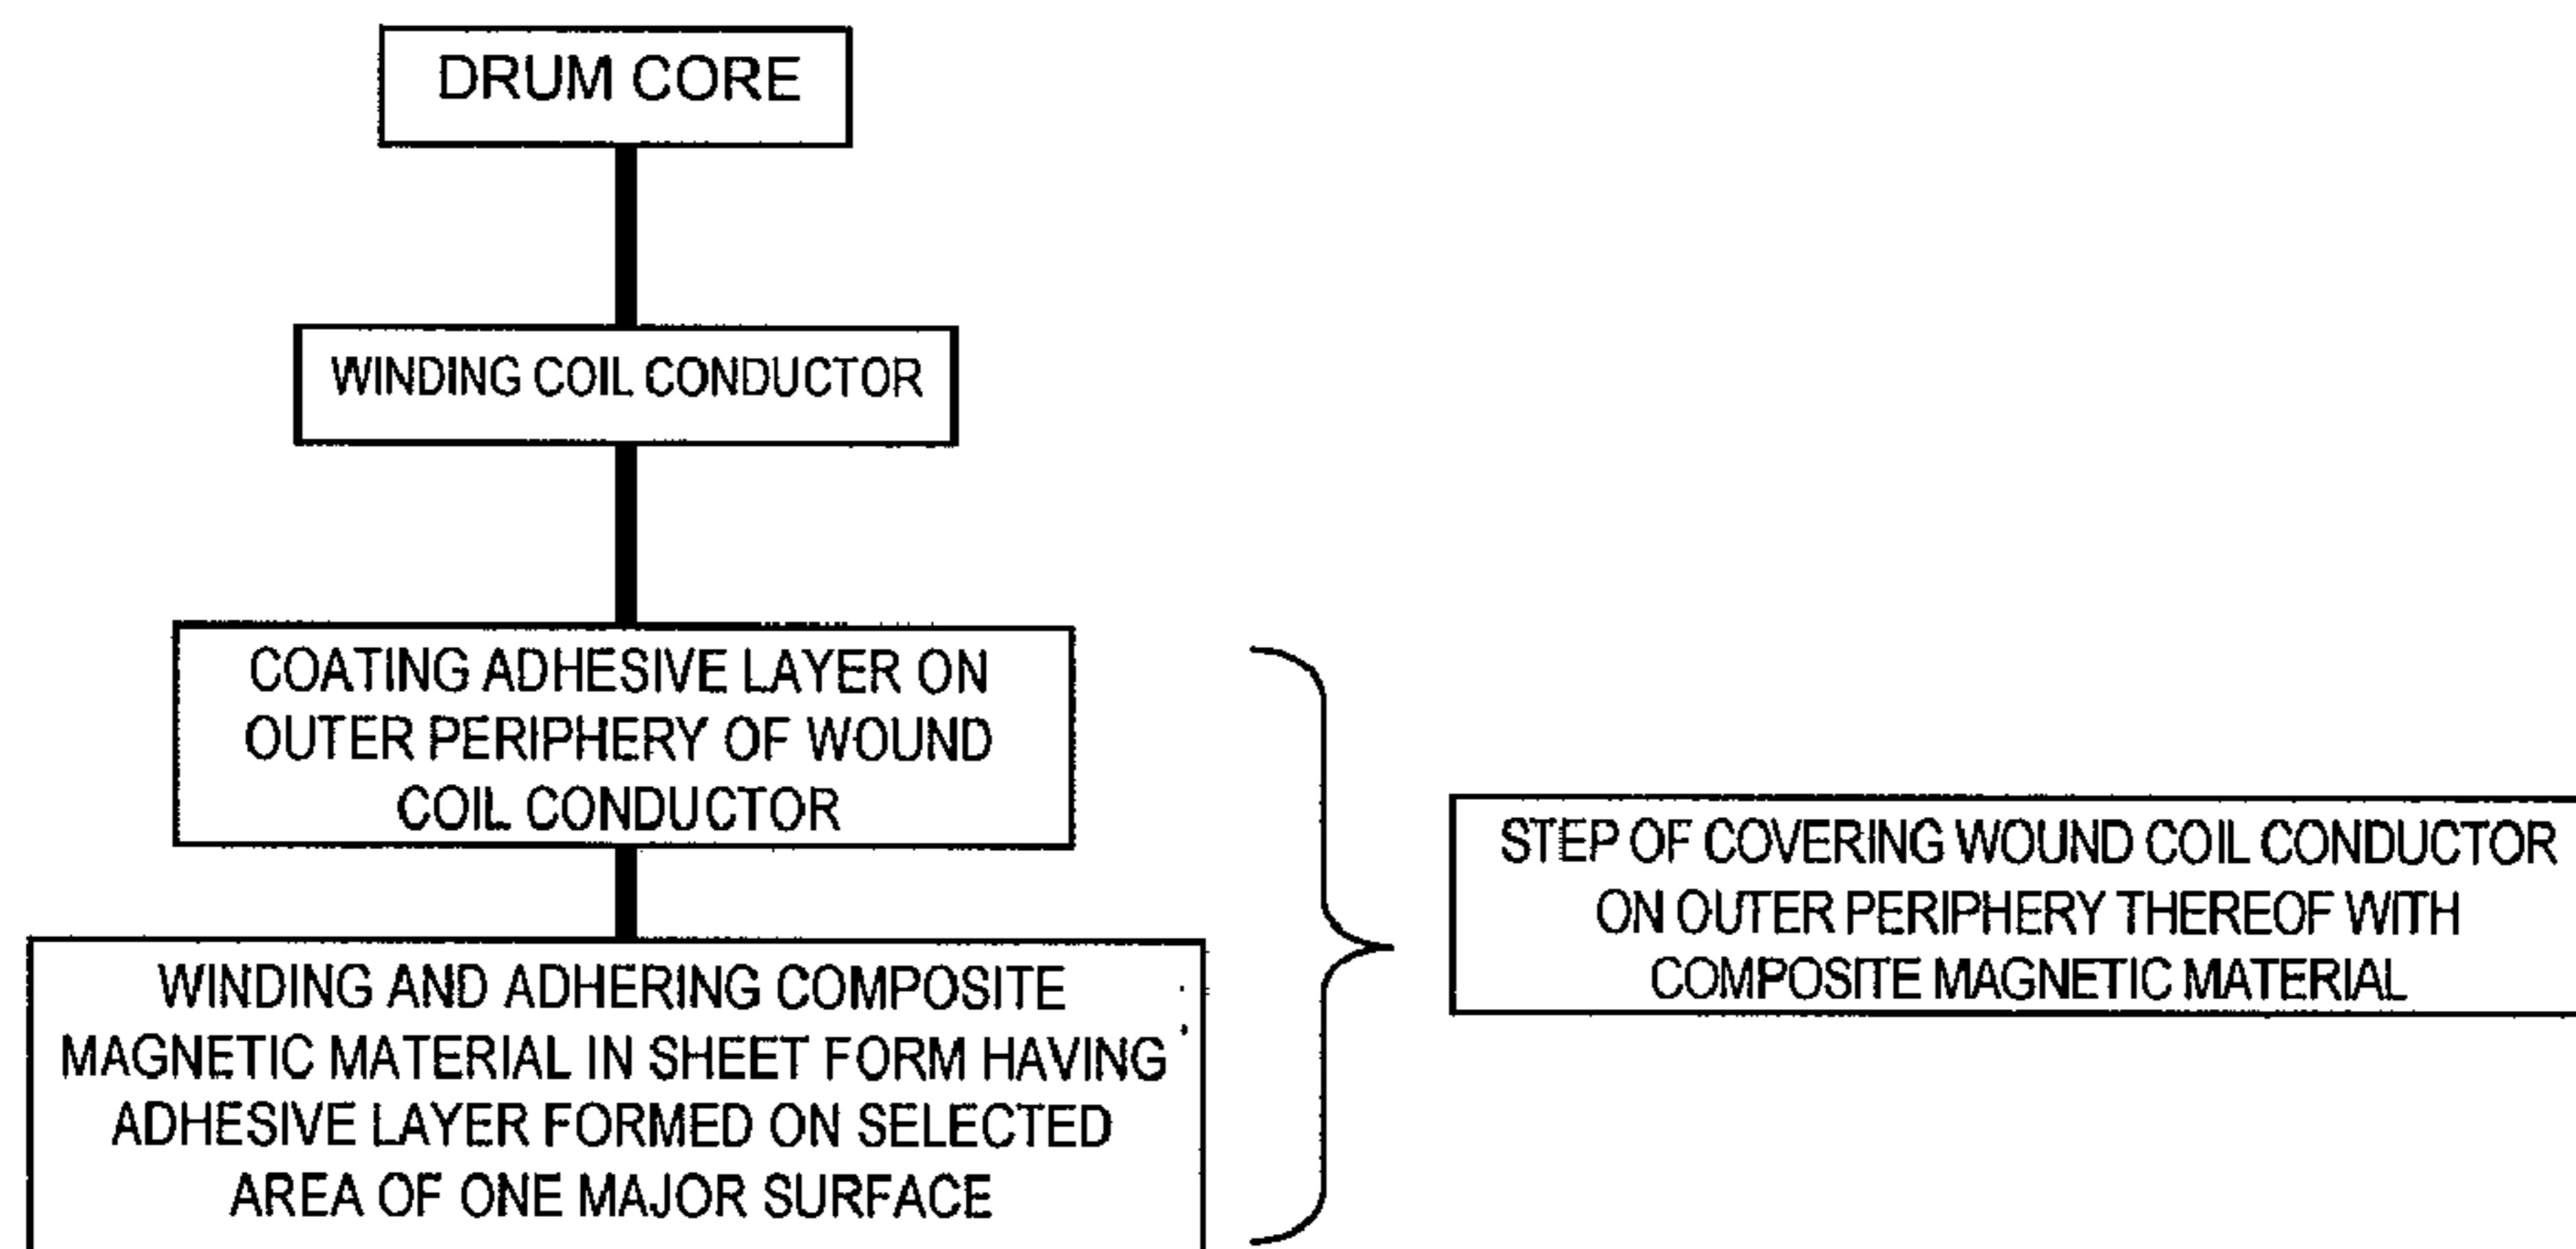 DRUM CORE
WINDING COIL CONDUCTOR
COATING ADHESIVE LAYER ON
OUTER PERIPHERY OF WOUND
COIL CONDUCTOR
WINDING AND ADHERING COMPOSITE
MAGNETIC MATERIAL IN SHEET FORM HAVING
ADHESIVE LAYER FORMED ON SELECTED
AREA OF ONE MAJOR SURFACE
STEP OF COVERING WOUND COIL CONDUCTOR
ON OUTER PERIPHERY THEREOF WITH
COMPOSITE MAGNETIC MATERIAL